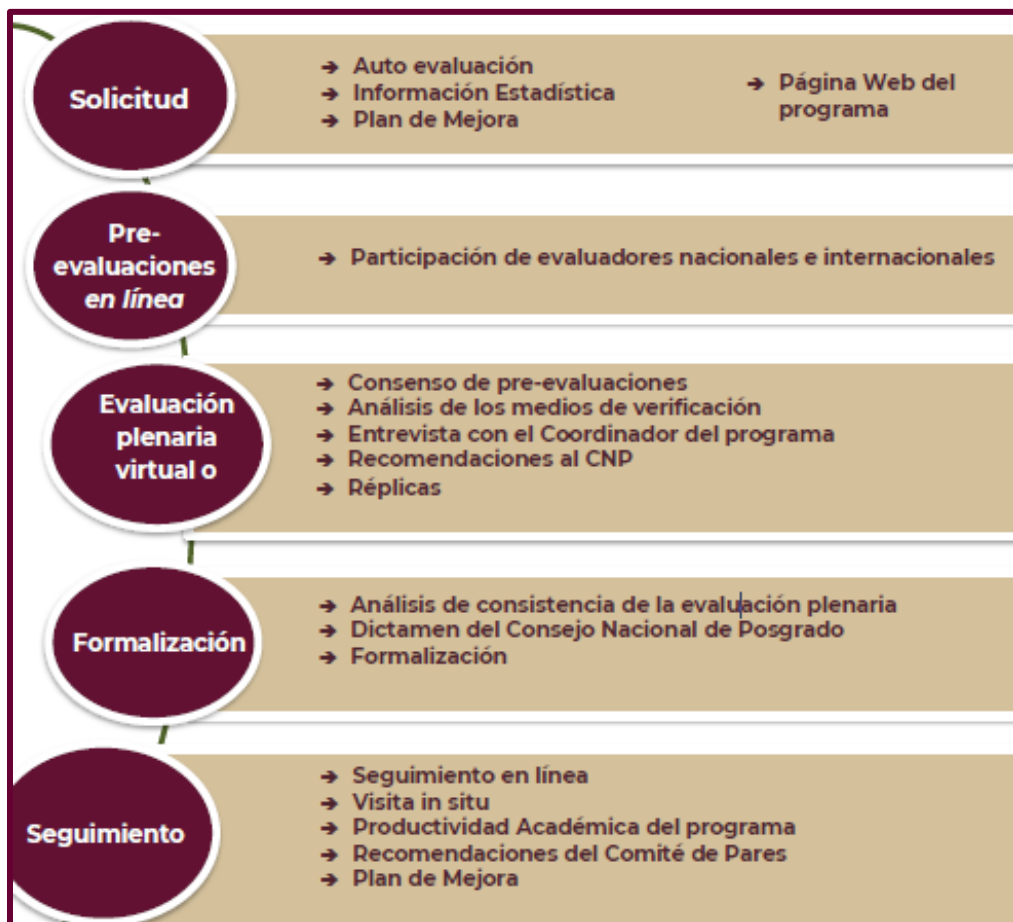 Solicitud
➔ Auto evaluación
➔ Información Estadística
➔ Plan de Mejora
➔ Página Web del
programa
Pre-
evaluaciones
en línea
➔ Participación de evaluadores nacionales e internacionales
Evaluación
plenaria
virtual o
➔ Consenso de pre-evaluaciones
➔ Análisis de los medios de verificación
➔ Entrevista con el Coordinador del programa
➔ Recomendaciones al CNP
➔ Réplicas
Formalización
➔ Análisis de consistencia de la evaluación plenaria
➔ Dictamen del Consejo Nacional de Posgrado
➔ Formalización
Seguimiento
➔ Seguimiento en línea
➔ Visita in situ
➔ Productividad Académica del programa
➔ Recomendaciones del Comité de Pares
➔ Plan de Mejora